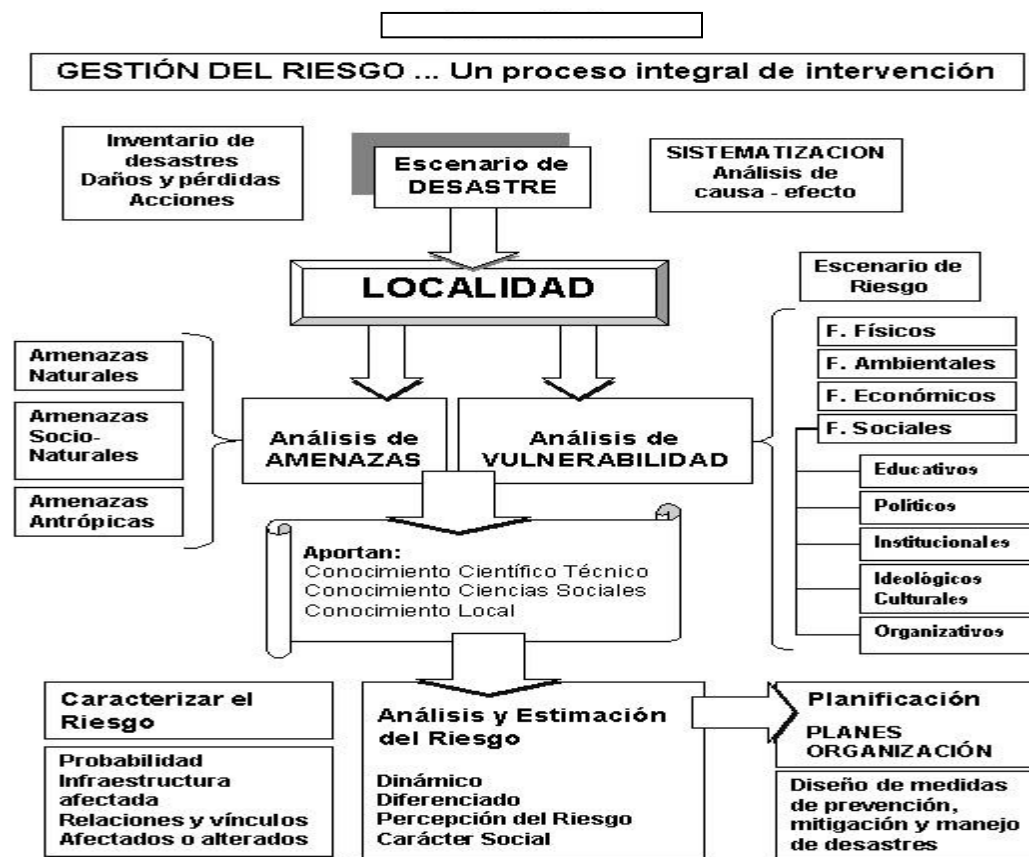 GESTIÓN DEL RIESGO ... Un proceso integral de intervención
Inventario de
desastres
Daños y pérdidas
Acciones
Escenario de
DESASTRE
SISTEMATIZACION
Análisis de
causa - efecto
LOCALIDAD
Escenario de
Riesgo
F. Físicos
F. Ambientales
F. Económicos
F. Sociales
Educativos
Políticos
Institucionales
Ideológicos
Culturales
Organizativos
Amenazas
Naturales
Amenazas
Socio-
Naturales
Amenazas
Antrópicas
Análisis de
AMENAZAS
Análisis de
VULNERABILIDAD
Aportan:
Conocimiento Científico Técnico
Conocimiento Ciencias Sociales
Conocimiento Local
Caracterizar el
Riesgo
Probabilidad
Infraestructura
afectada
Relaciones y vínculos
Afectados o alterados
Análisis y Estimación
del Riesgo
Dinámico
Diferenciado
Percepción del Riesgo
Carácter Social
Planificación
PLANES
ORGANIZACIÓN
Diseño de medidas
de prevención,
mitigación y manejo
de desastres